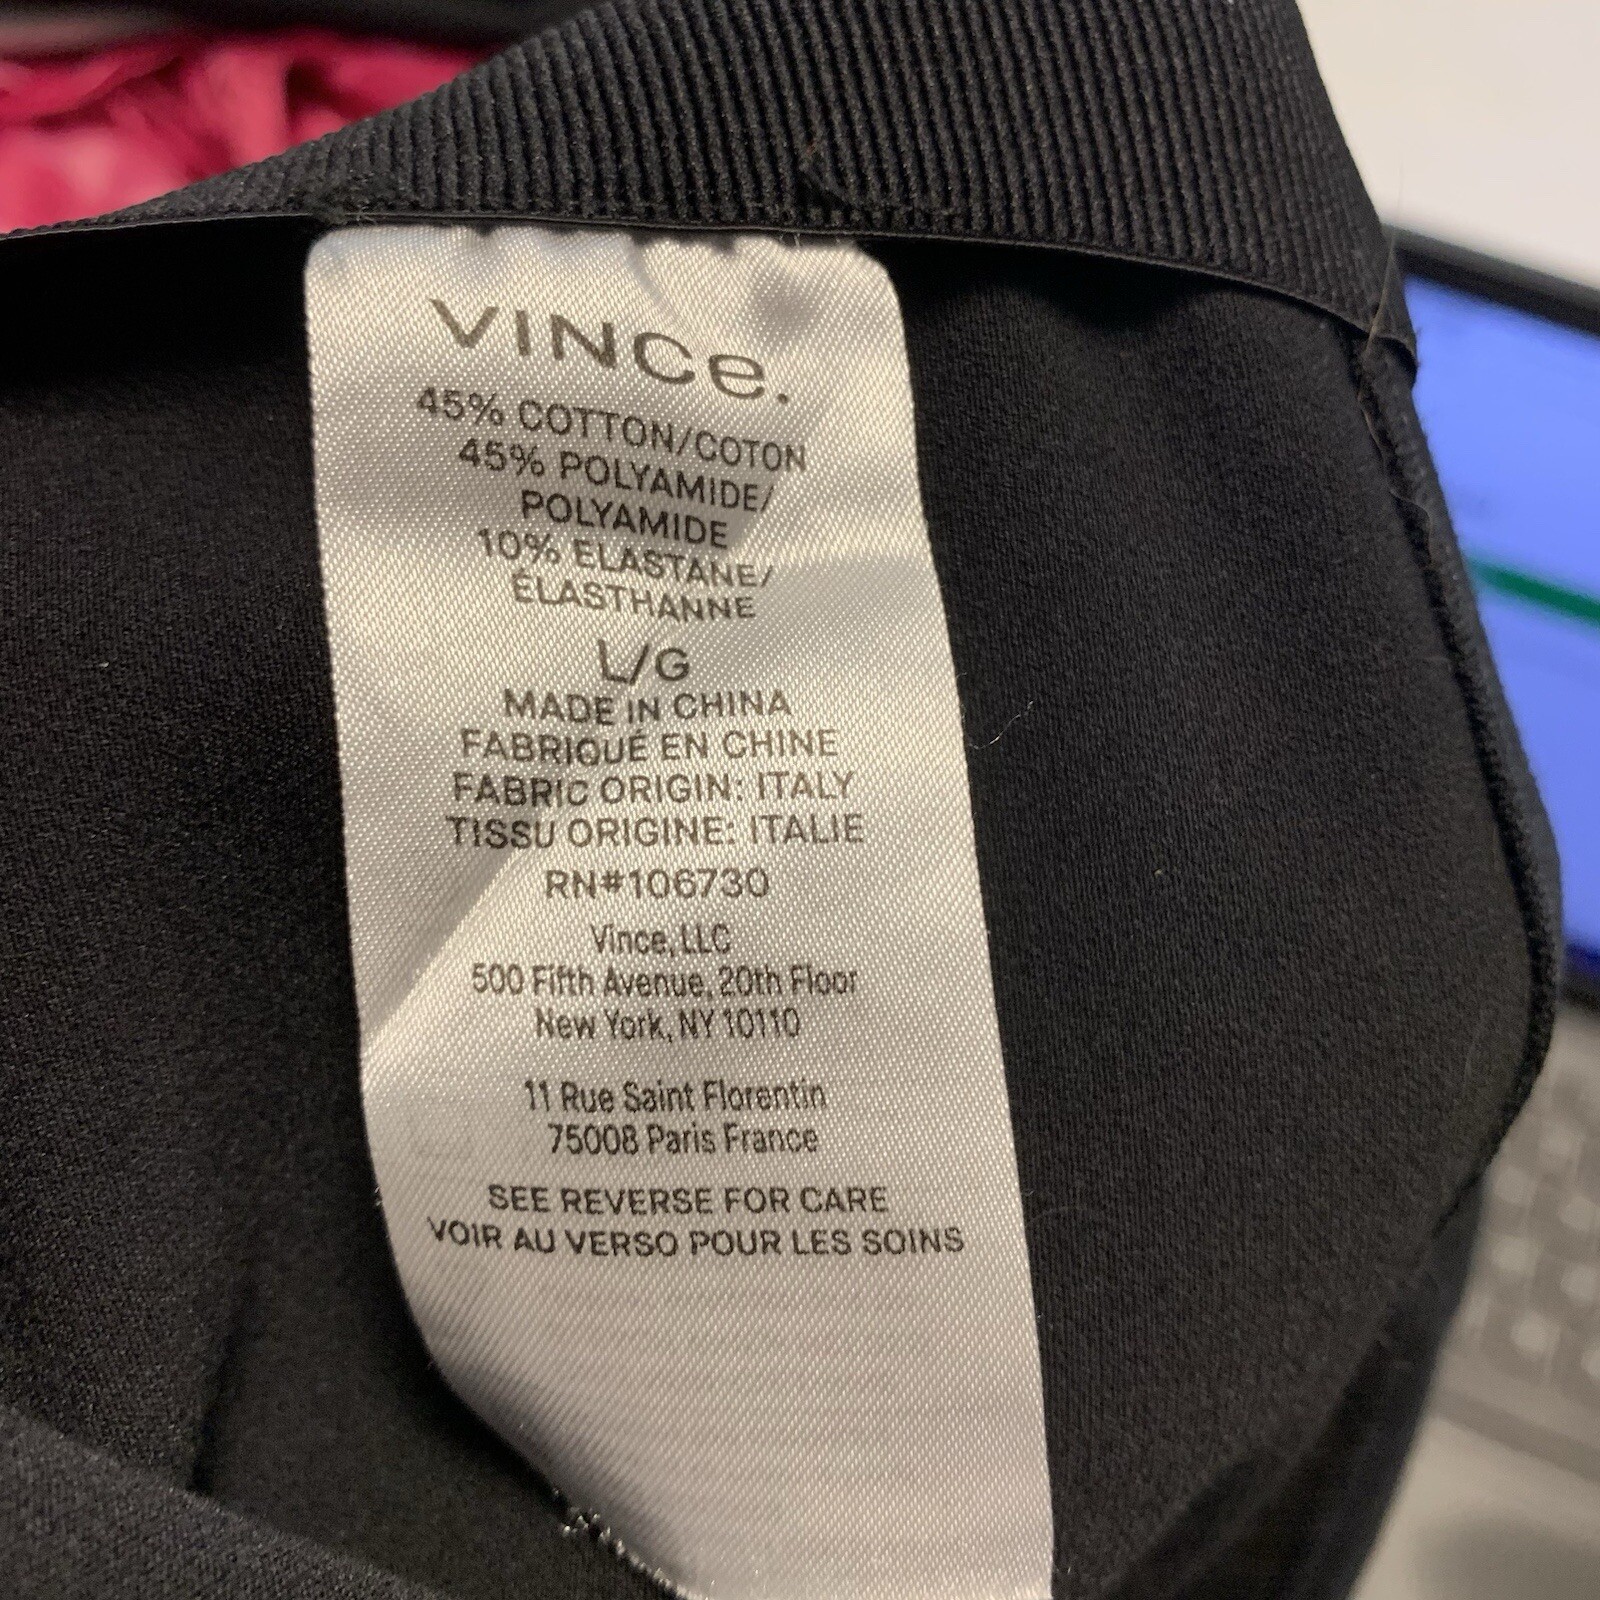 VINCe.
45% COTTON/COTON
45% POLYAMIDE/
POLYAMIDE
10% ELASTANE/
ÉLASTHANNE
L/G
MADE IN CHINA
FABRIQUÉ EN CHINE
FABRIC ORIGIN: ITALY
TISSU ORIGINE: ITALIE
RN#106730
Vince, LLC
500 Fifth Avenue, 20th Floor
New York, NY 10110
11 Rue Saint Florentin
75008 Paris France
SEE REVERSE FOR CARE
VOIR AU VERSO POUR LES SOINS